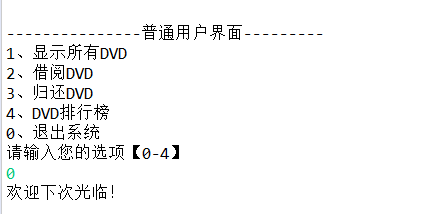 ---------------普通用户界面---------
1、显示所有DVD
2、借阅DVD
3、归还DVD
4、DVD排行榜
0、退出系统
请输入您的选项【0-4】
0
欢迎下次光临!